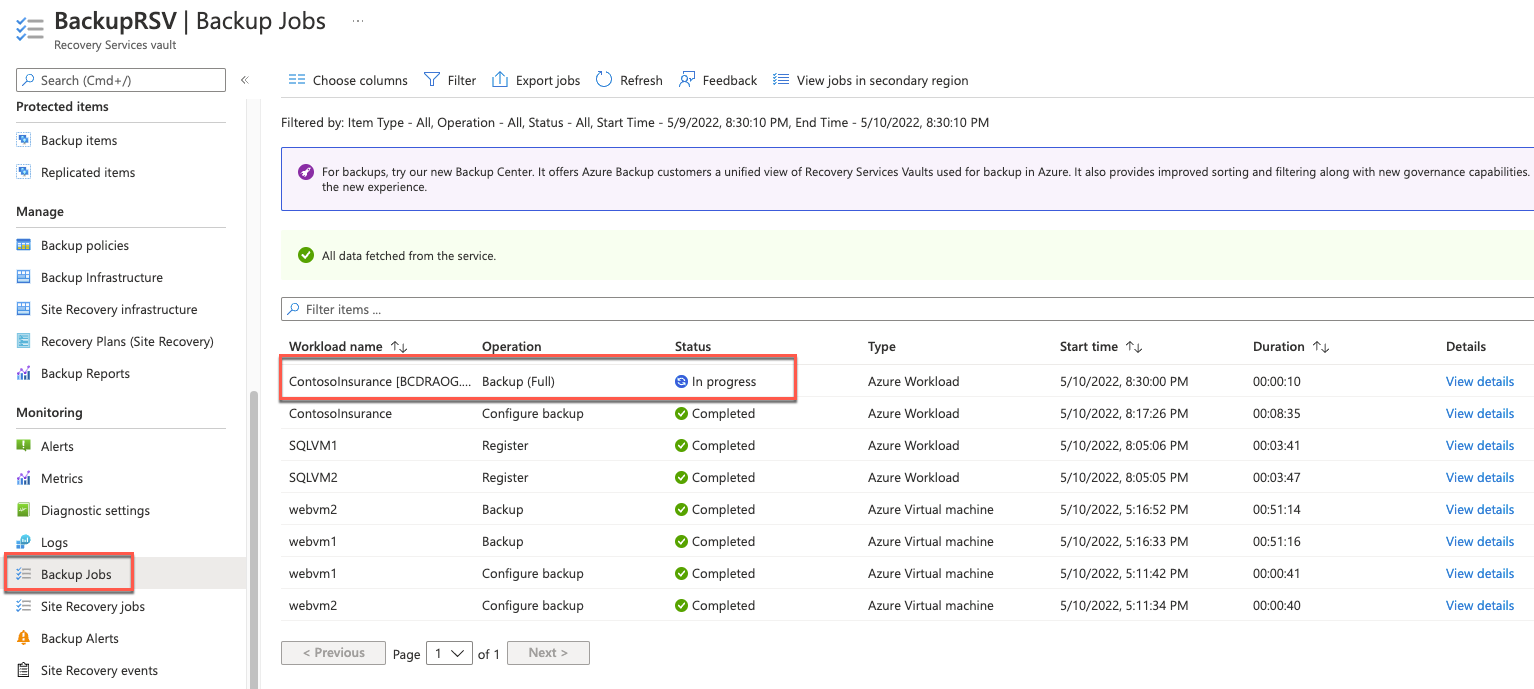 BackupRSV | Backup Jobs ...
Recovery Services vault
Search (Cmd+/) «
Protected items
Backup items
Replicated items
Manage
Backup policies
Backup Infrastructure
Site Recovery infrastructure
Recovery Plans (Site Recovery)
Backup Reports
Monitoring
Alerts
Metrics
Diagnostic settings
Logs
Backup Jobs
Site Recovery jobs
Backup Alerts
Site Recovery events
Choose columns Filter Export jobs Refresh Feedback View jobs in secondary region
Filtered by: Item Type - All, Operation - All, Status - All, Start Time - 5/9/2022, 8:30:10 PM, End Time - 5/10/2022, 8:30:10 PM
For backups, try our new Backup Center. It offers Azure Backup customers a unified view of Recovery Services Vaults used for backup in Azure. It also provides improved sorting and filtering along with new governance capabilities.
the new experience.
All data fetched from the service.
Filter items ...
Workload name ↑↓ Operation Status Type Start time ↑↓ Duration ↑↓ Details
ContosoInsurance [BCDRAOG.... Backup (Full) In progress Azure Workload 5/10/2022, 8:30:00 PM 00:00:10 View details
ContosoInsurance Configure backup Completed Azure Workload 5/10/2022, 8:17:26 PM 00:08:35 View details
SQLVM1 Register Completed Azure Workload 5/10/2022, 8:05:06 PM 00:03:41 View details
SQLVM2 Register Completed Azure Workload 5/10/2022, 8:05:05 PM 00:03:47 View details
webvm2 Backup Completed Azure Virtual machine 5/10/2022, 5:16:52 PM 00:51:14 View details
webvm1 Backup Completed Azure Virtual machine 5/10/2022, 5:16:33 PM 00:51:16 View details
webvm1 Configure backup Completed Azure Virtual machine 5/10/2022, 5:11:42 PM 00:00:41 View details
webvm2 Configure backup Completed Azure Virtual machine 5/10/2022, 5:11:34 PM 00:00:40 View details
< Previous Page 1 of 1 Next >